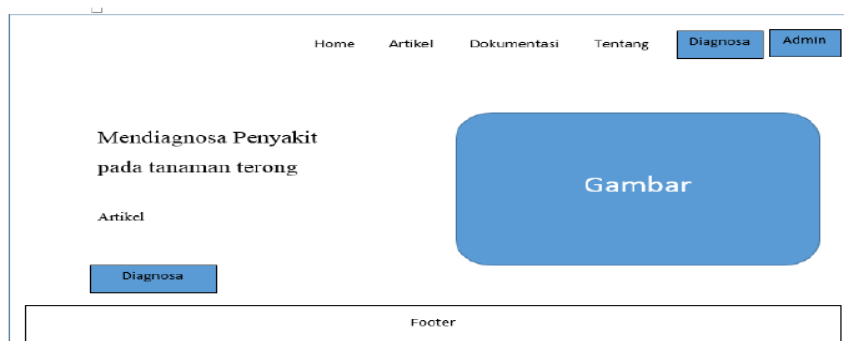 Home Artikel Dokumentasi Tentang Diagnosa Admin
Mendiagnosa Penyakit
pada tanaman terong
Gambar
Artikel
Diagnosa
Footer